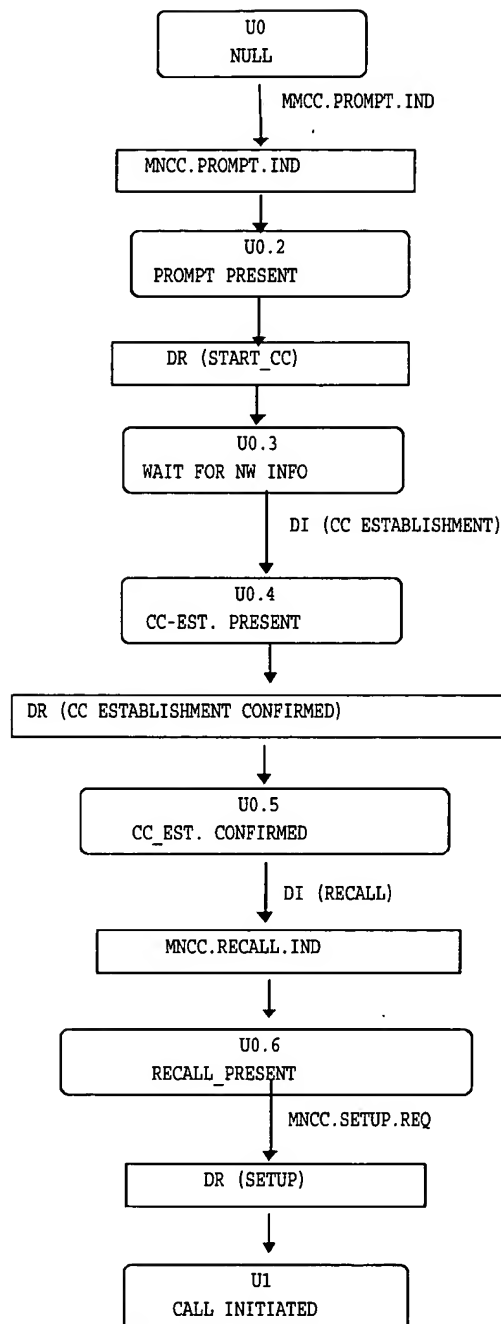 U0
NULL
MMCC.PROMPT.IND
MNCC.PROMPT.IND
U0.2
PROMPT PRESENT
DR (START_CC)
U0.3
WAIT FOR NW INFO
DI (CC ESTABLISHMENT)
U0.4
CC-EST. PRESENT
DR (CC ESTABLISHMENT CONFIRMED)
U0.5
CC_EST. CONFIRMED
DI (RECALL)
MNCC.RECALL.IND
U0.6
RECALL_PRESENT
MNCC.SETUP.REQ
DR (SETUP)
U1
CALL INITIATED